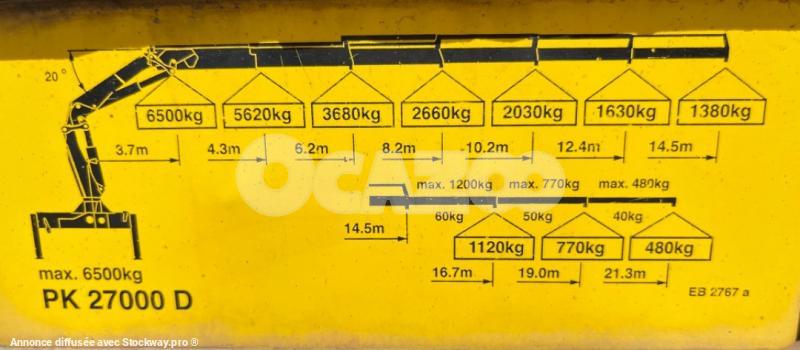 20°
6500kg 5620kg 3680kg 2660kg 2030kg 1630kg 1380kg
3.7m 4.3m 6.2m 8.2m 10.2m 12.4m 14.5m
OCAZOO
max. 1200kg max. 770kg max. 480kg
60kg 50kg 40kg
14.5m
1120kg 770kg 480kg
max. 6500kg
16.7m 19.0m 21.3m
PK 27000 D
EB 2767 a
Annonce diffusée avec Stockway.pro ®